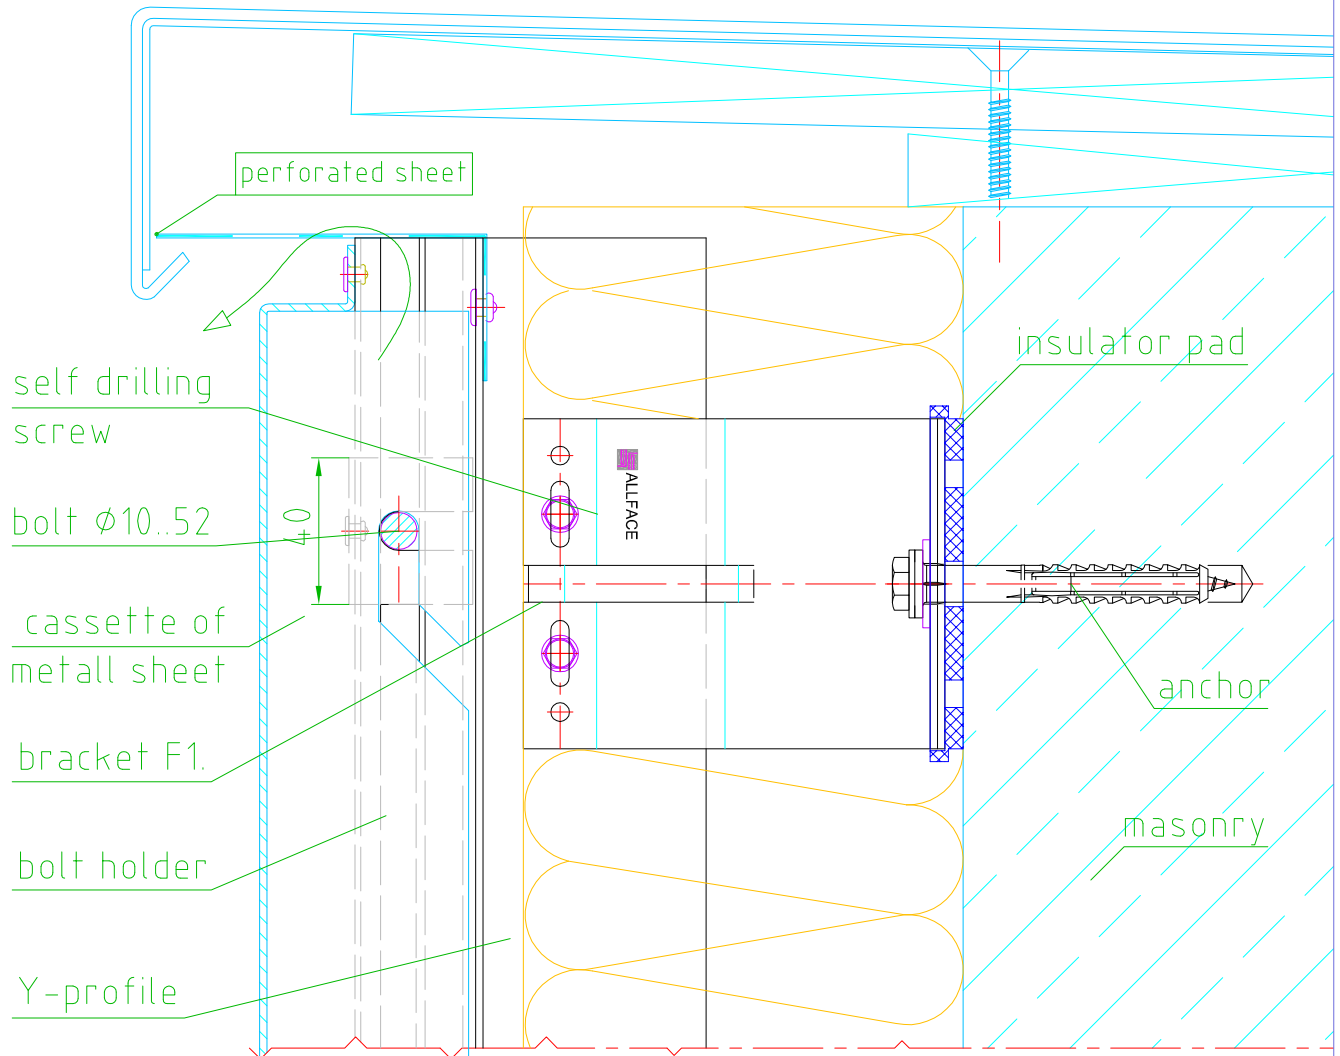 perforated sheet
insulator pad
self drilling
screw
ALLFACE
bolt Ø10..52
40
cassette of
metall sheet
anchor
bracket F1.
masonry
bolt holder
Y-profile